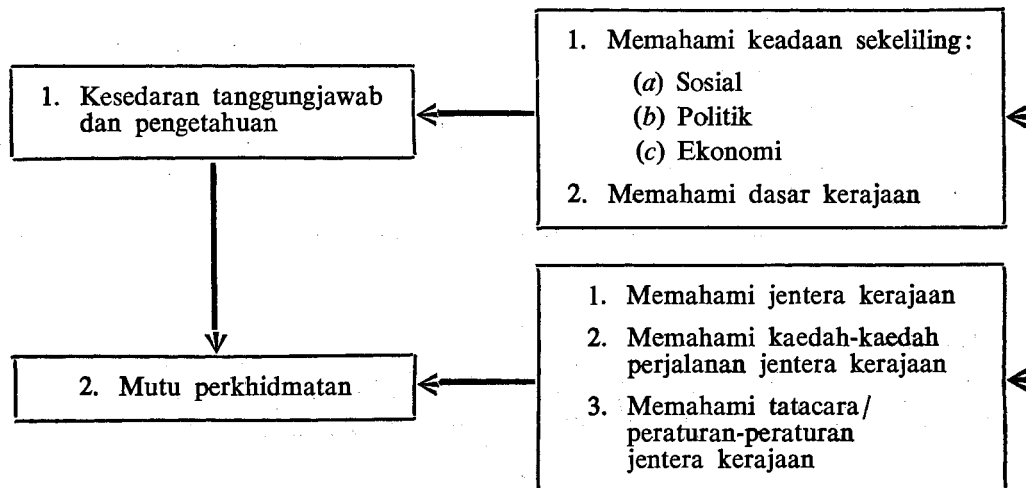 1. Kesedaran tanggungjawab
dan pengetahuan
2. Mutu perkhidmatan
1. Memahami keadaan sekeliling:
(a) Sosial
(b) Politik
(c) Ekonomi
2. Memahami dasar kerajaan
1. Memahami jentera kerajaan
2. Memahami kaedah-kaedah
perjalanan jentera kerajaan
3. Memahami tatacara/
peraturan-peraturan
jentera kerajaan